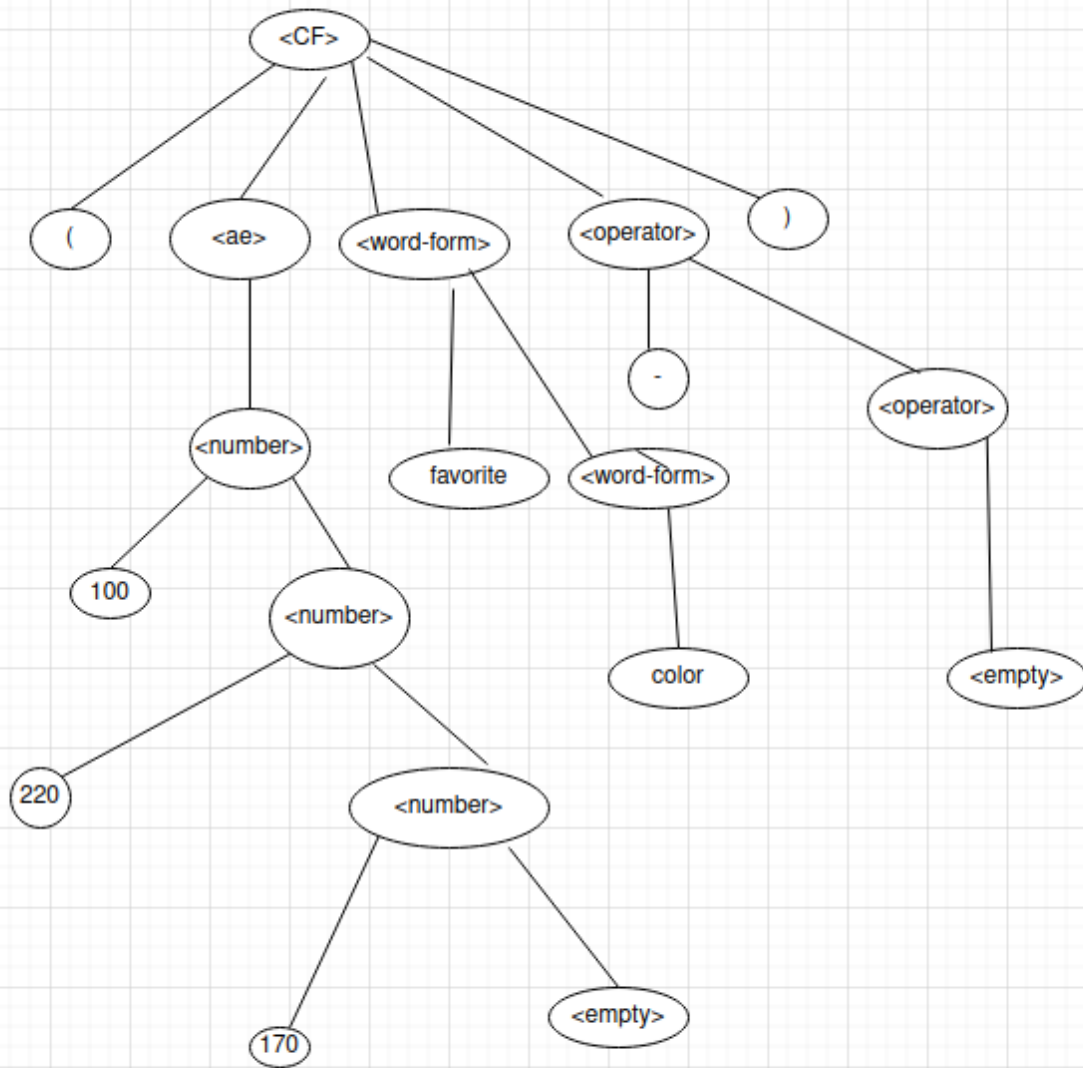 <CF>
(
<ae>
<word-form>
<operator>
)
-
<operator>
<number>
favorite
<word-form>
100
<number>
color
<empty>
220
<number>
<empty>
170